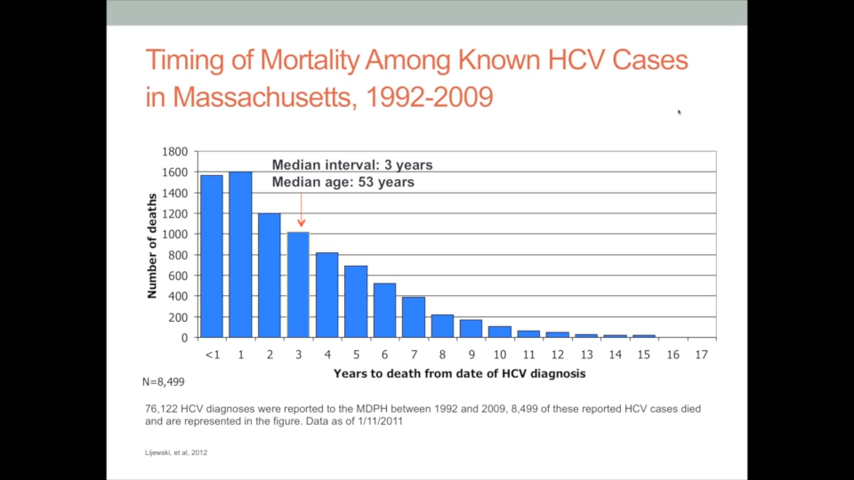 Timing of Mortality Among Known HCV Cases
in Massachusetts, 1992-2009
Median interval: 3 years
Median age: 53 years
Number of deaths
1800
1600
1400
1200
1000
800
600
400
200
0
<1 1 2 3 4 5 6 7 8 9 10 11 12 13 14 15 16 17
Years to death from date of HCV diagnosis
N=8,499
76,122 HCV diagnoses were reported to the MDPH between 1992 and 2009, 8,499 of these reported HCV cases died
and are represented in the figure. Data as of 1/11/2011
Lijewski, et al, 2012